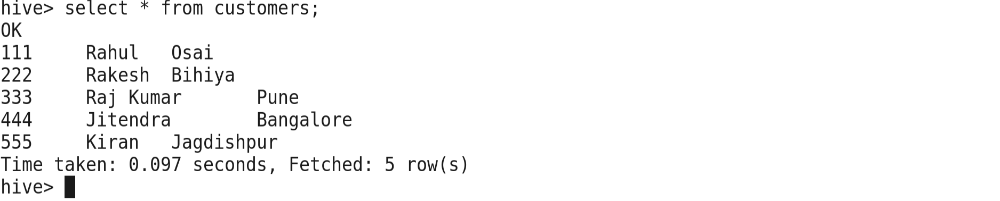 hive> select * from customers;
OK
111     Rahul   Osai
222     Rakesh  Bihiya
333     Raj Kumar       Pune
444     Jitendra        Bangalore
555     Kiran   Jagdishpur
Time taken: 0.097 seconds, Fetched: 5 row(s)
hive>